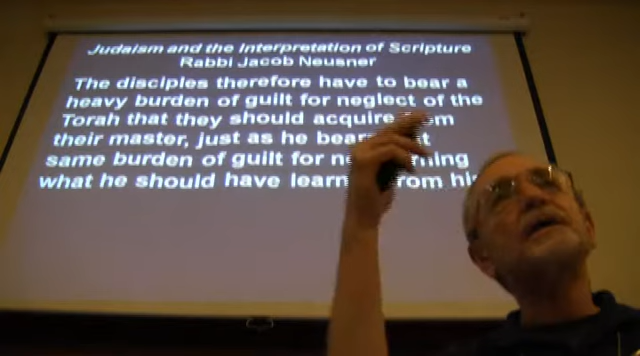 Judaism and the Interpretation of Scripture
Rabbi Jacob Neusner
The disciples therefore have to bear a
heavy burden of guilt for neglect of the
Torah that they should acquire
their master, just as he
same burden of guilt for
what he should have learn